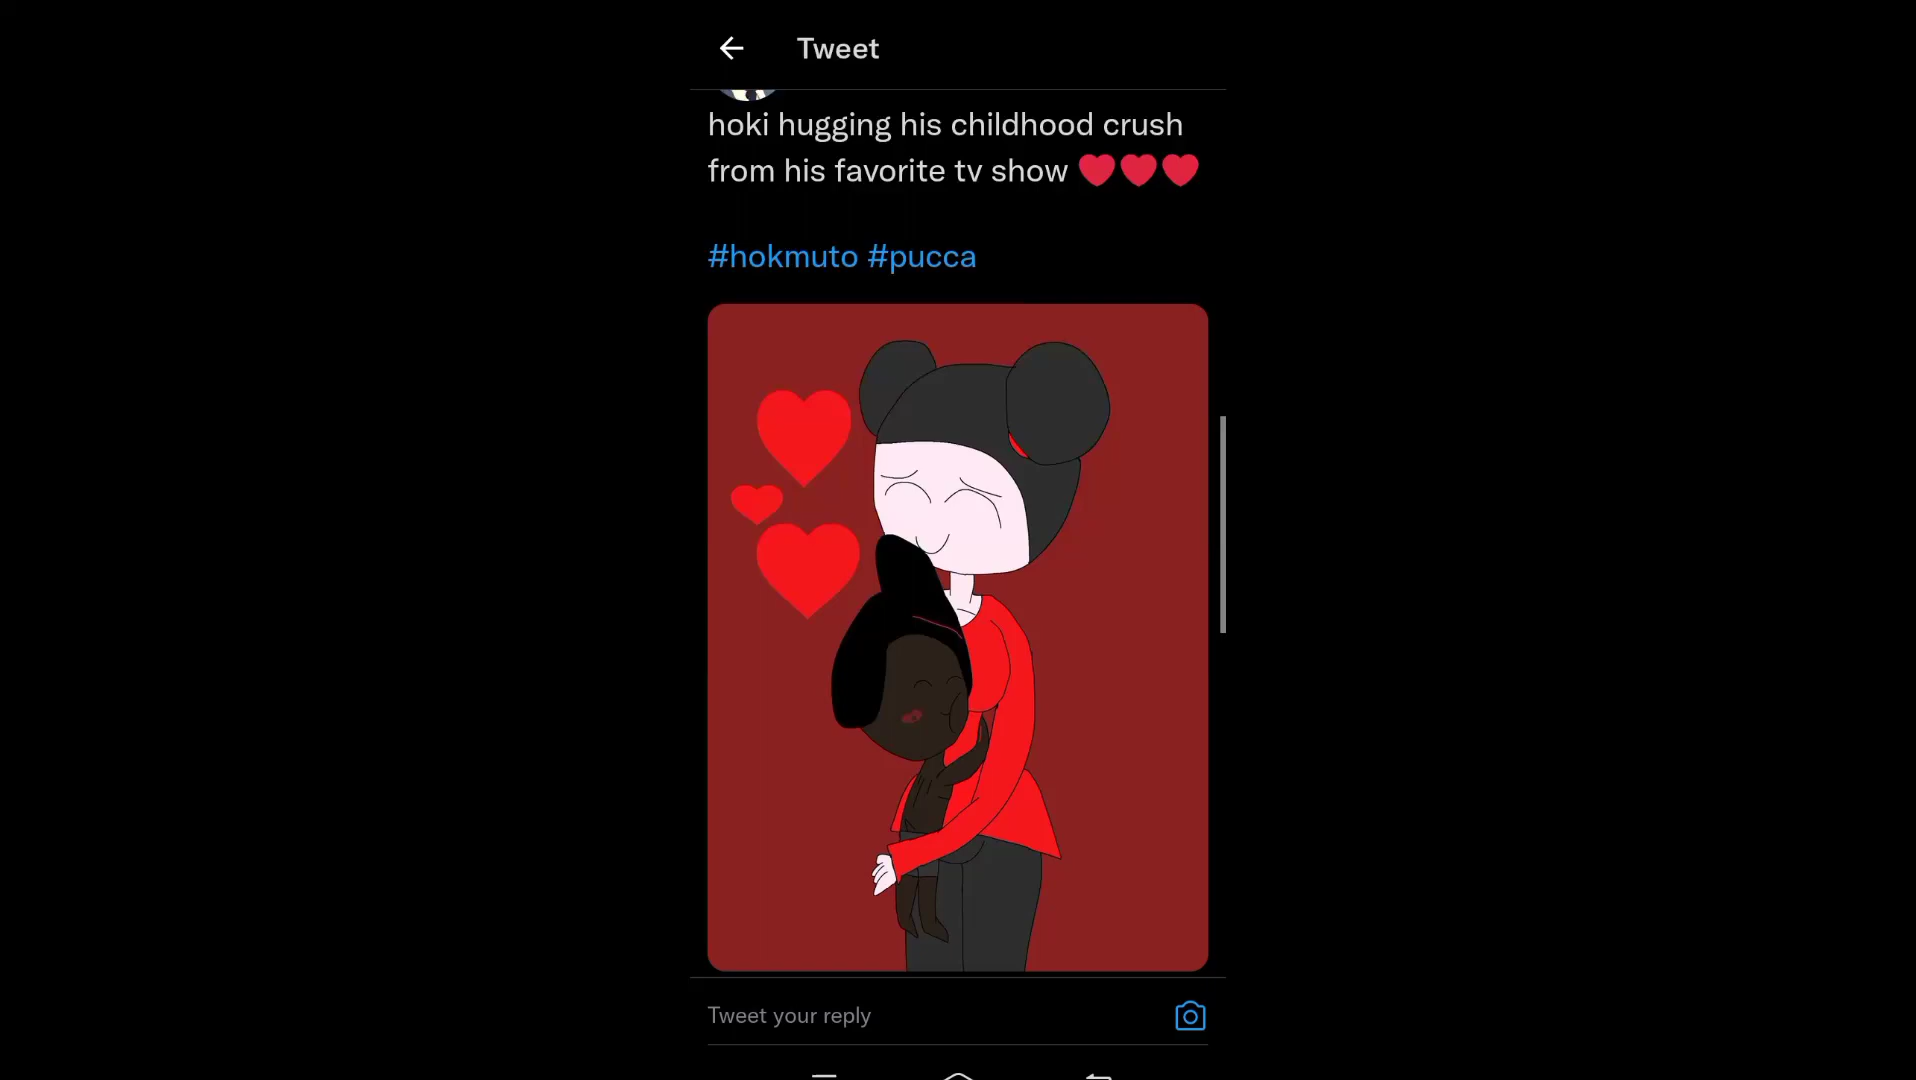 Tweet
hoki hugging his childhood crush
from his favorite tv show ❤❤❤
#hokmuto #pucca
Tweet your reply